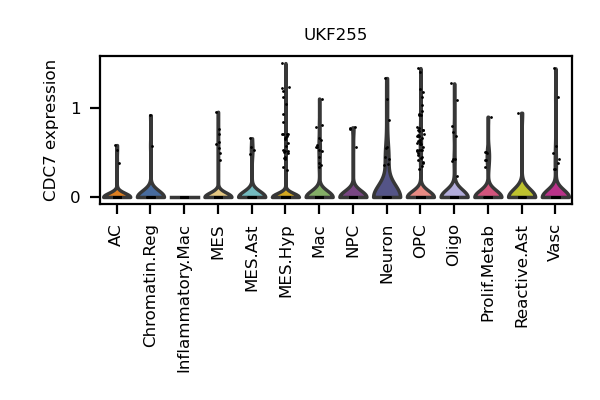 UKF255
CDC7 expression
1
0
AC
Chromatin.Reg
Inflammatory.Mac
MES
MES.Ast
MES.Hyp
Mac
NPC
Neuron
OPC
Oligo
Prolif.Metab
Reactive.Ast
Vasc